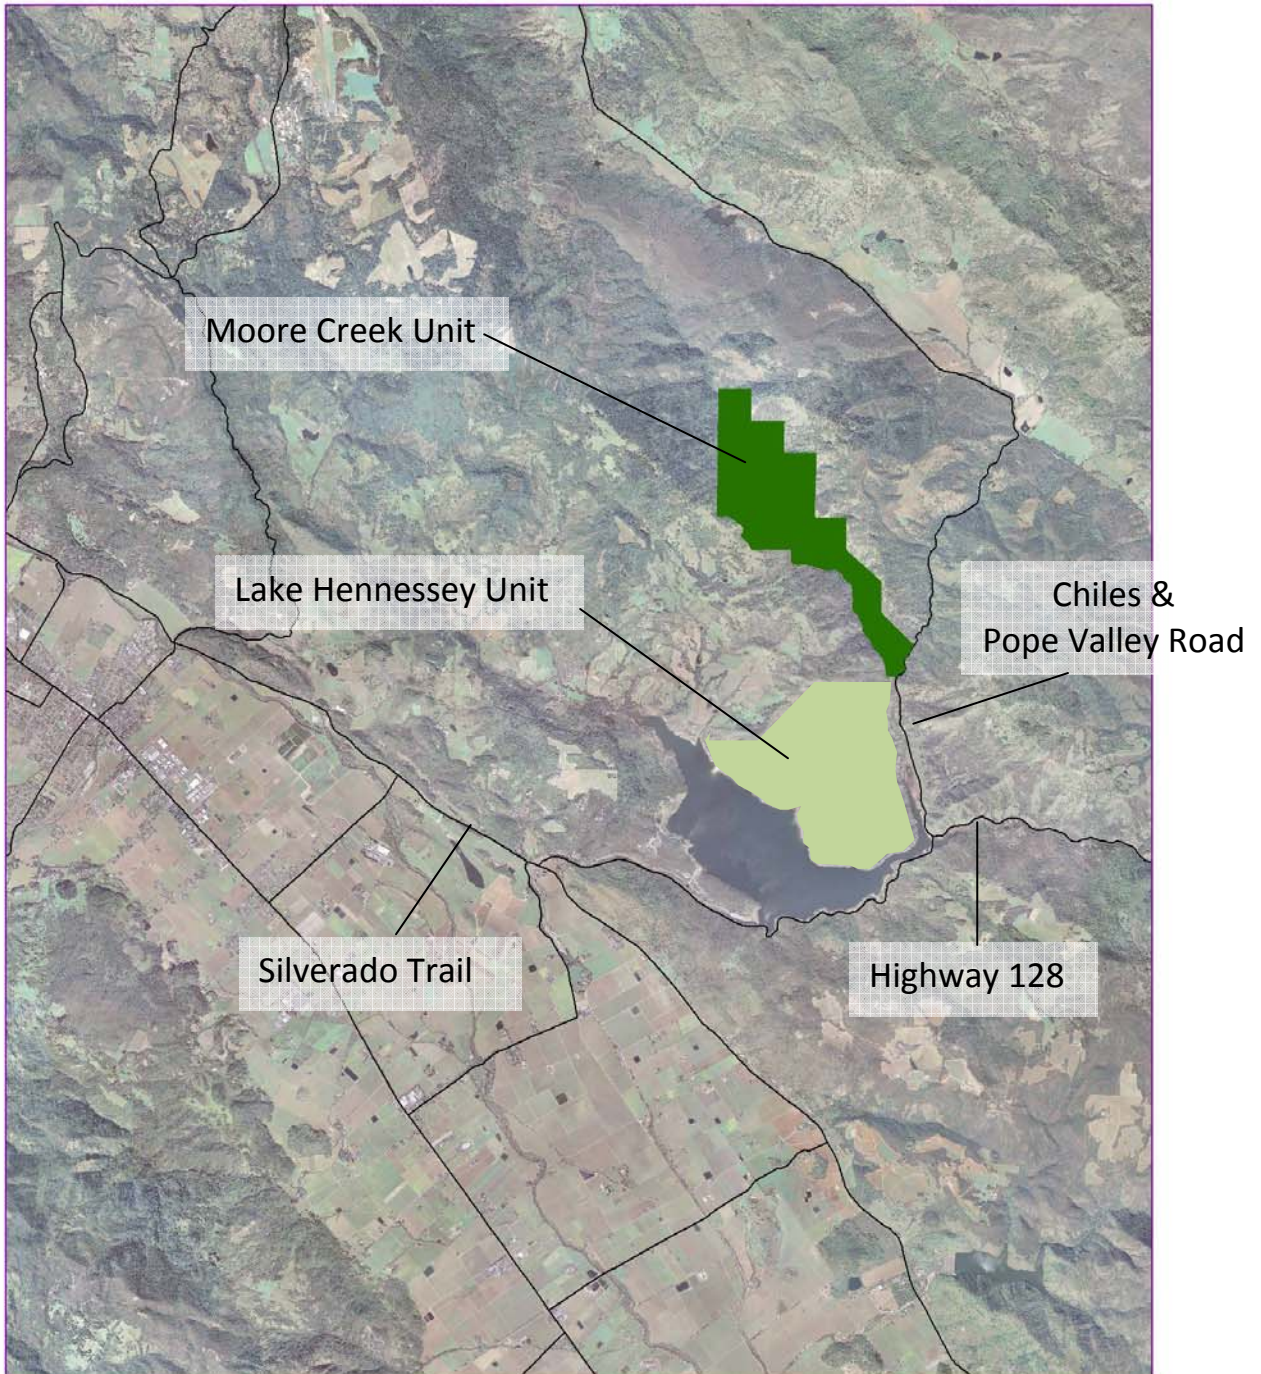 Moore Creek Unit
Lake Hennessey Unit
Chiles &
Pope Valley Road
Silverado Trail
Highway 128